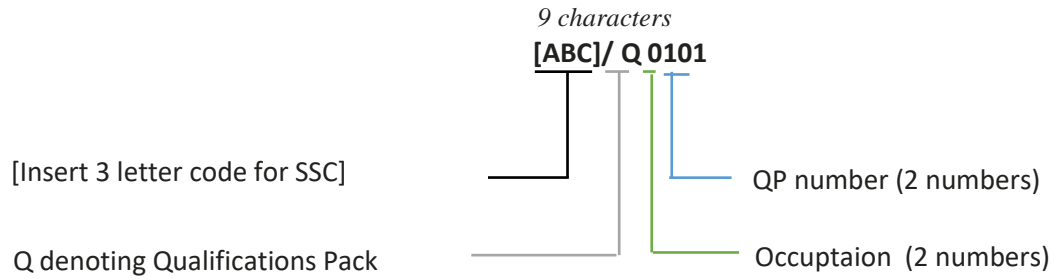 9 characters
[ABC]/ Q 0101
[Insert 3 letter code for SSC]
QP number (2 numbers)
Q denoting Qualifications Pack
Occuptaion (2 numbers)